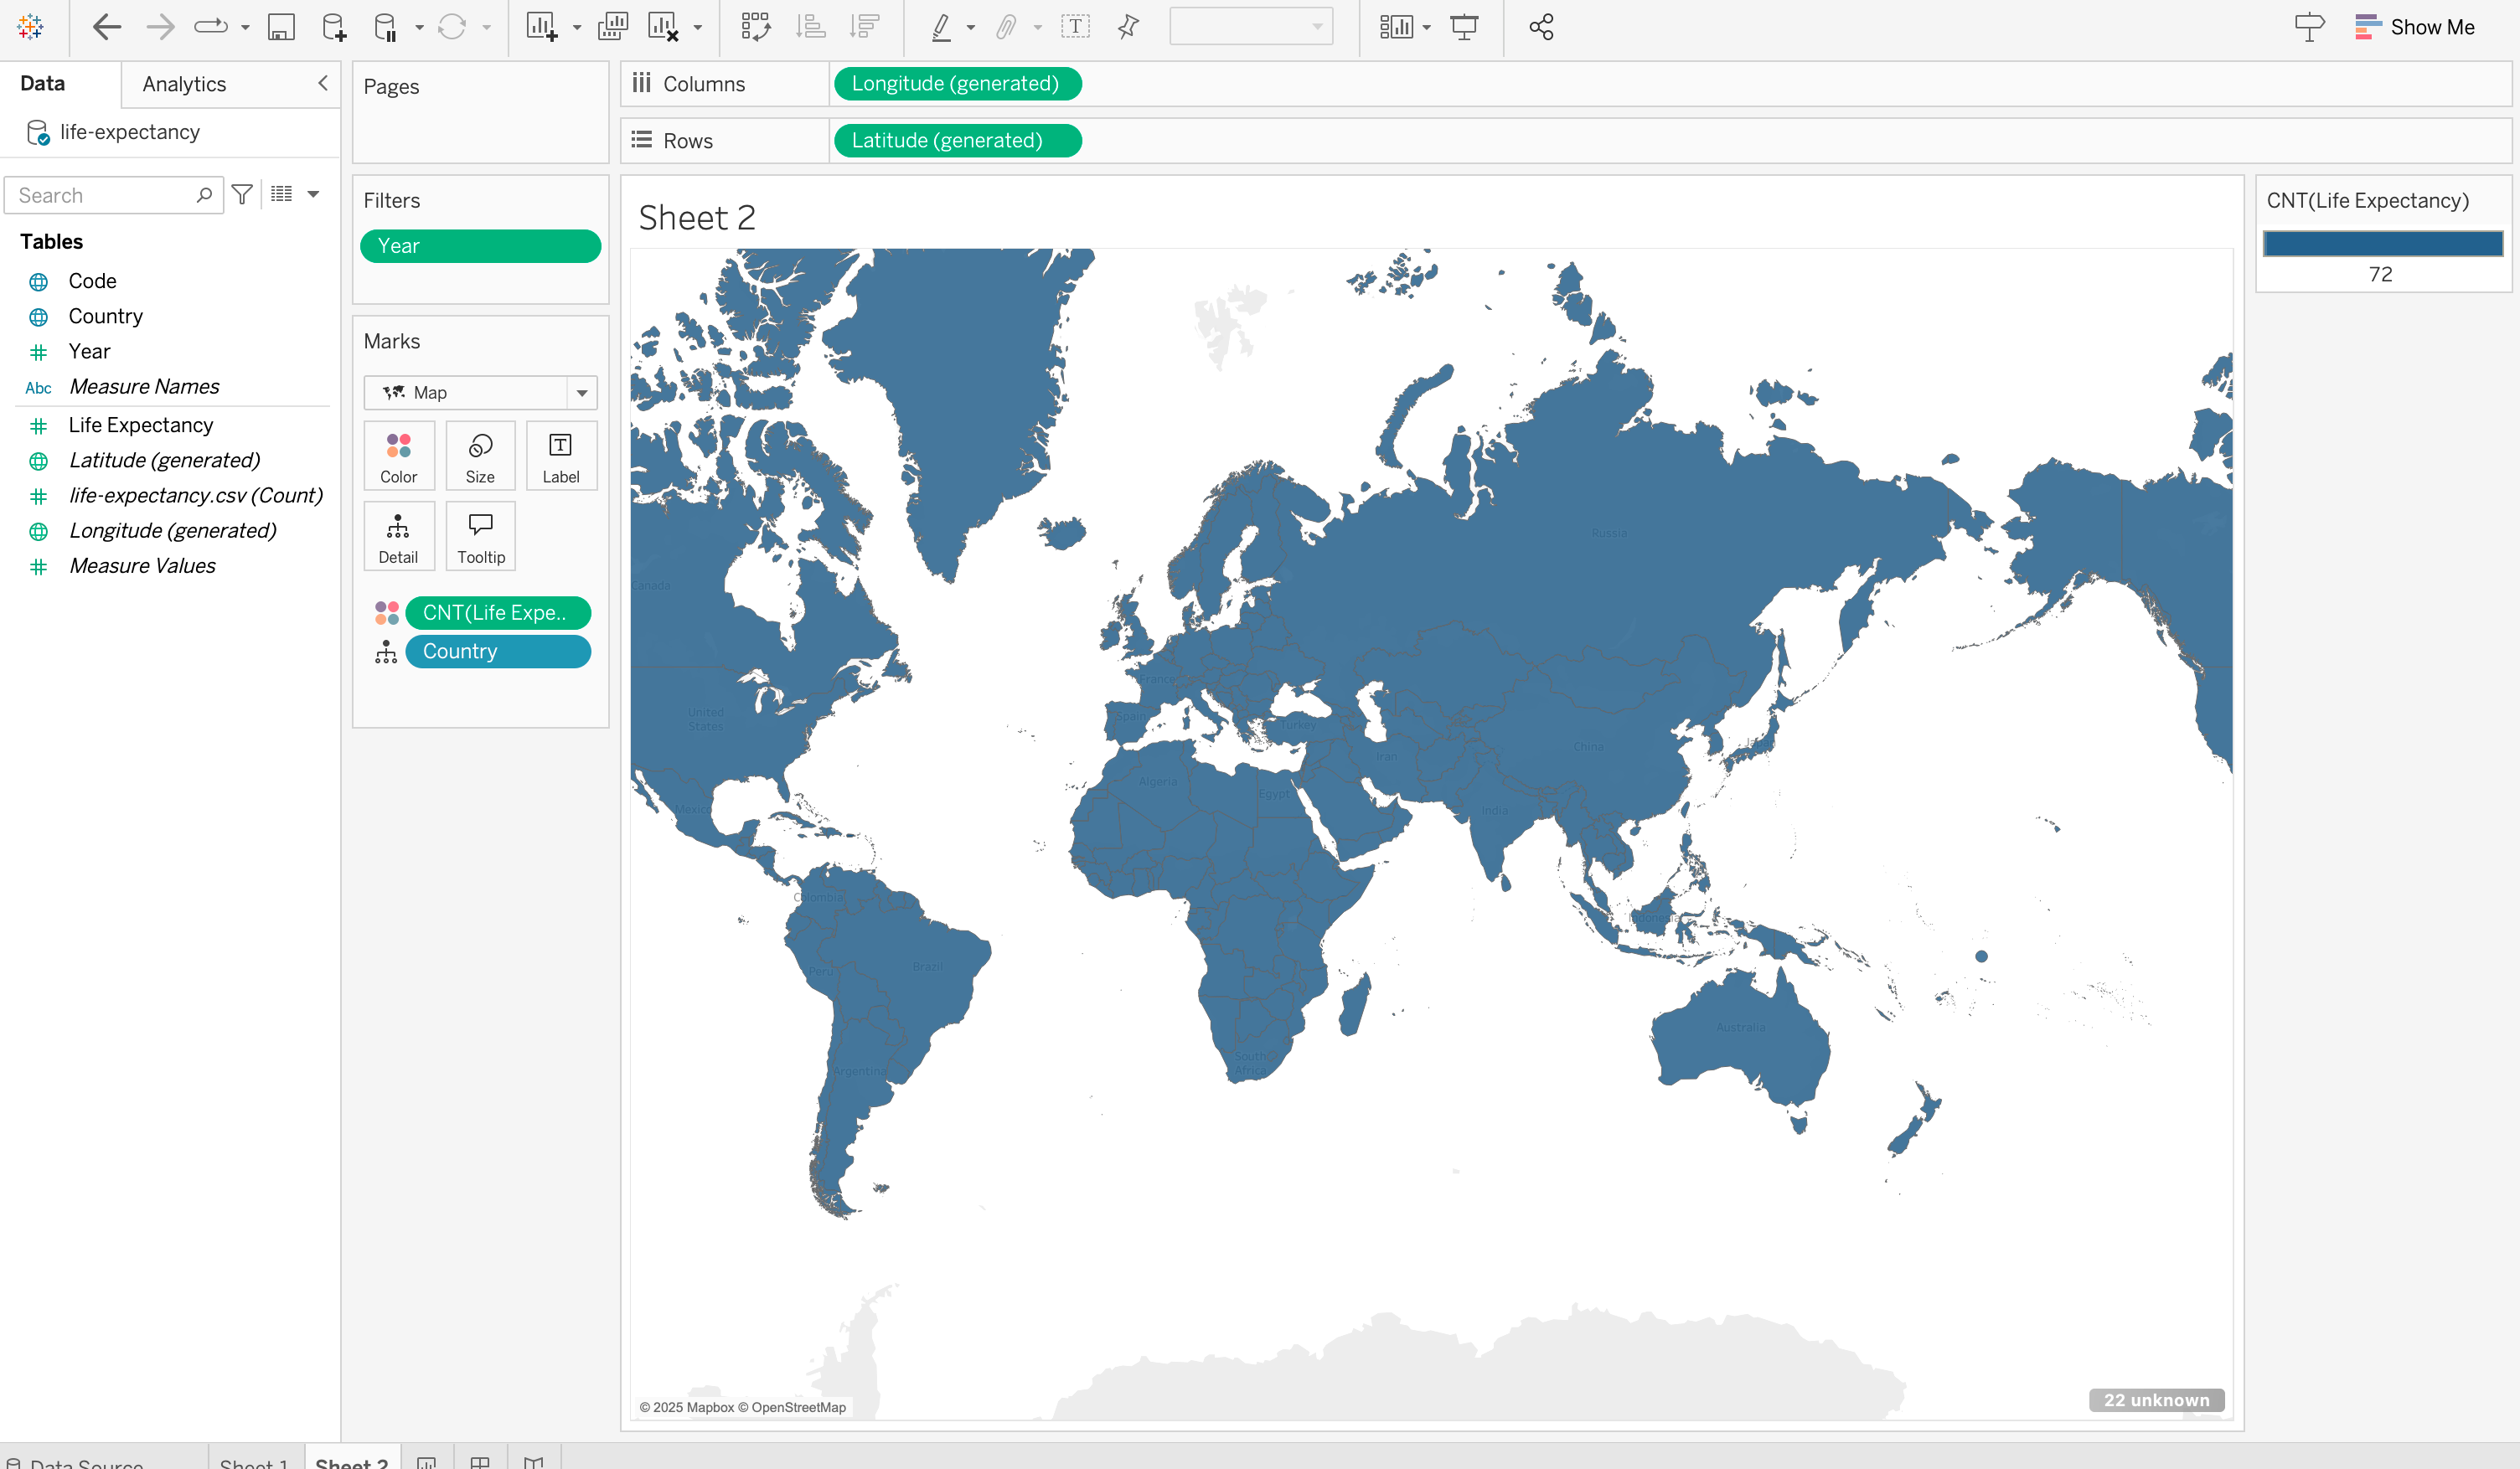 Show Me
Data
Analytics
life-expectancy
Search
Tables
Code
Country
Year
Abc
Measure Names
Life Expectancy
Latitude (generated)
life-expectancy.csv (Count)
Longitude (generated)
Measure Values
Pages
Filters
Year
Marks
Map
Color
Size
Label
Detail
Tooltip
CNT(Life Expe..
Country
Columns
Longitude (generated)
Rows
Latitude (generated)
Sheet 2
Russia
Canada
United
States
France
Spain
Turkey
China
Iran
Algeria
Egypt
Mexico
India
Colombia
Indonesia
Peru
Brazil
Australia
South
Africa
Argentina
© 2025 Mapbox © OpenStreetMap
22 unknown
CNT(Life Expectancy)
72
Data Source
Sheet 1
Sheet 2